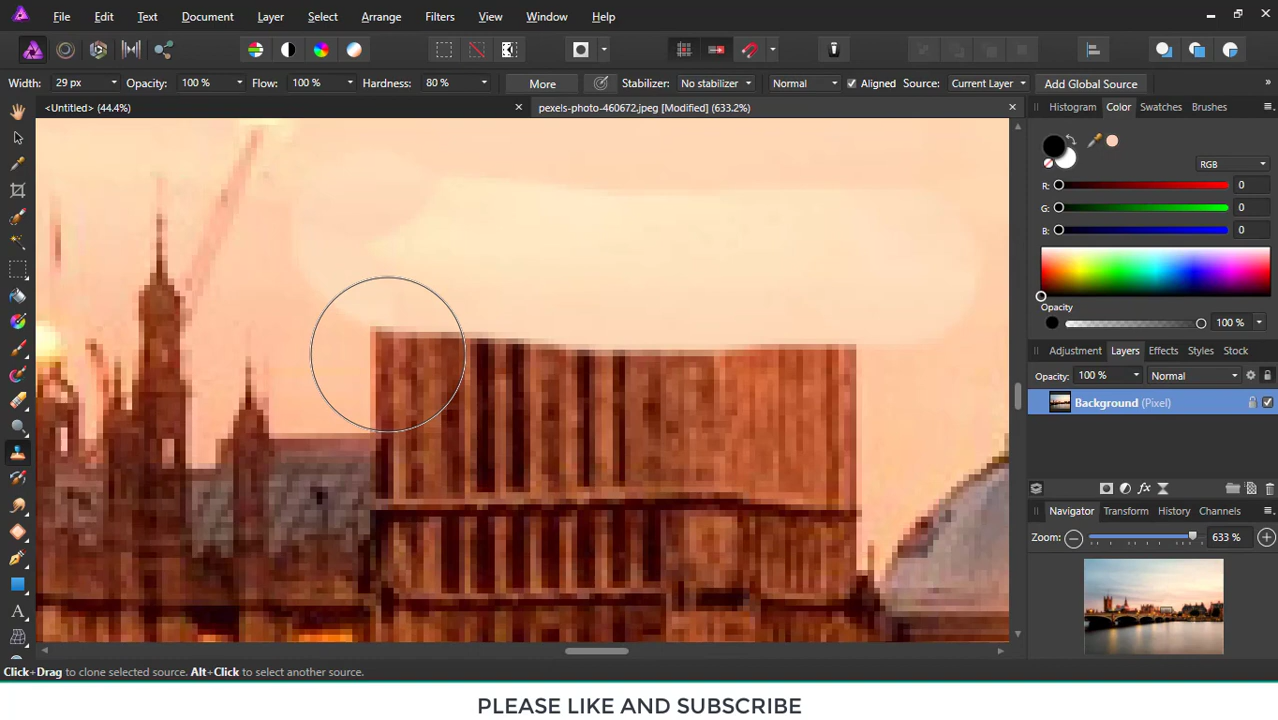 File Edit Text Document Layer Select Arrange Filters View Window Help
Width: 29 px Opacity: 100 % Flow: 100 % Hardness: 80 % More Stabilizer: No stabilizer Normal Aligned Source: Current Layer Add Global Source »
<Untitled> (44.4%) pexels-photo-460672.jpeg [Modified] (633.2%)
Histogram Color Swatches Brushes
RGB
R: 0
G: 0
B: 0
Opacity
100 %
Adjustment Layers Effects Styles Stock
Opacity: 100 % Normal
Background (Pixel)
Navigator Transform History Channels
Zoom: 633 %
Click+Drag to clone selected source. Alt+Click to select another source.
PLEASE LIKE AND SUBSCRIBE